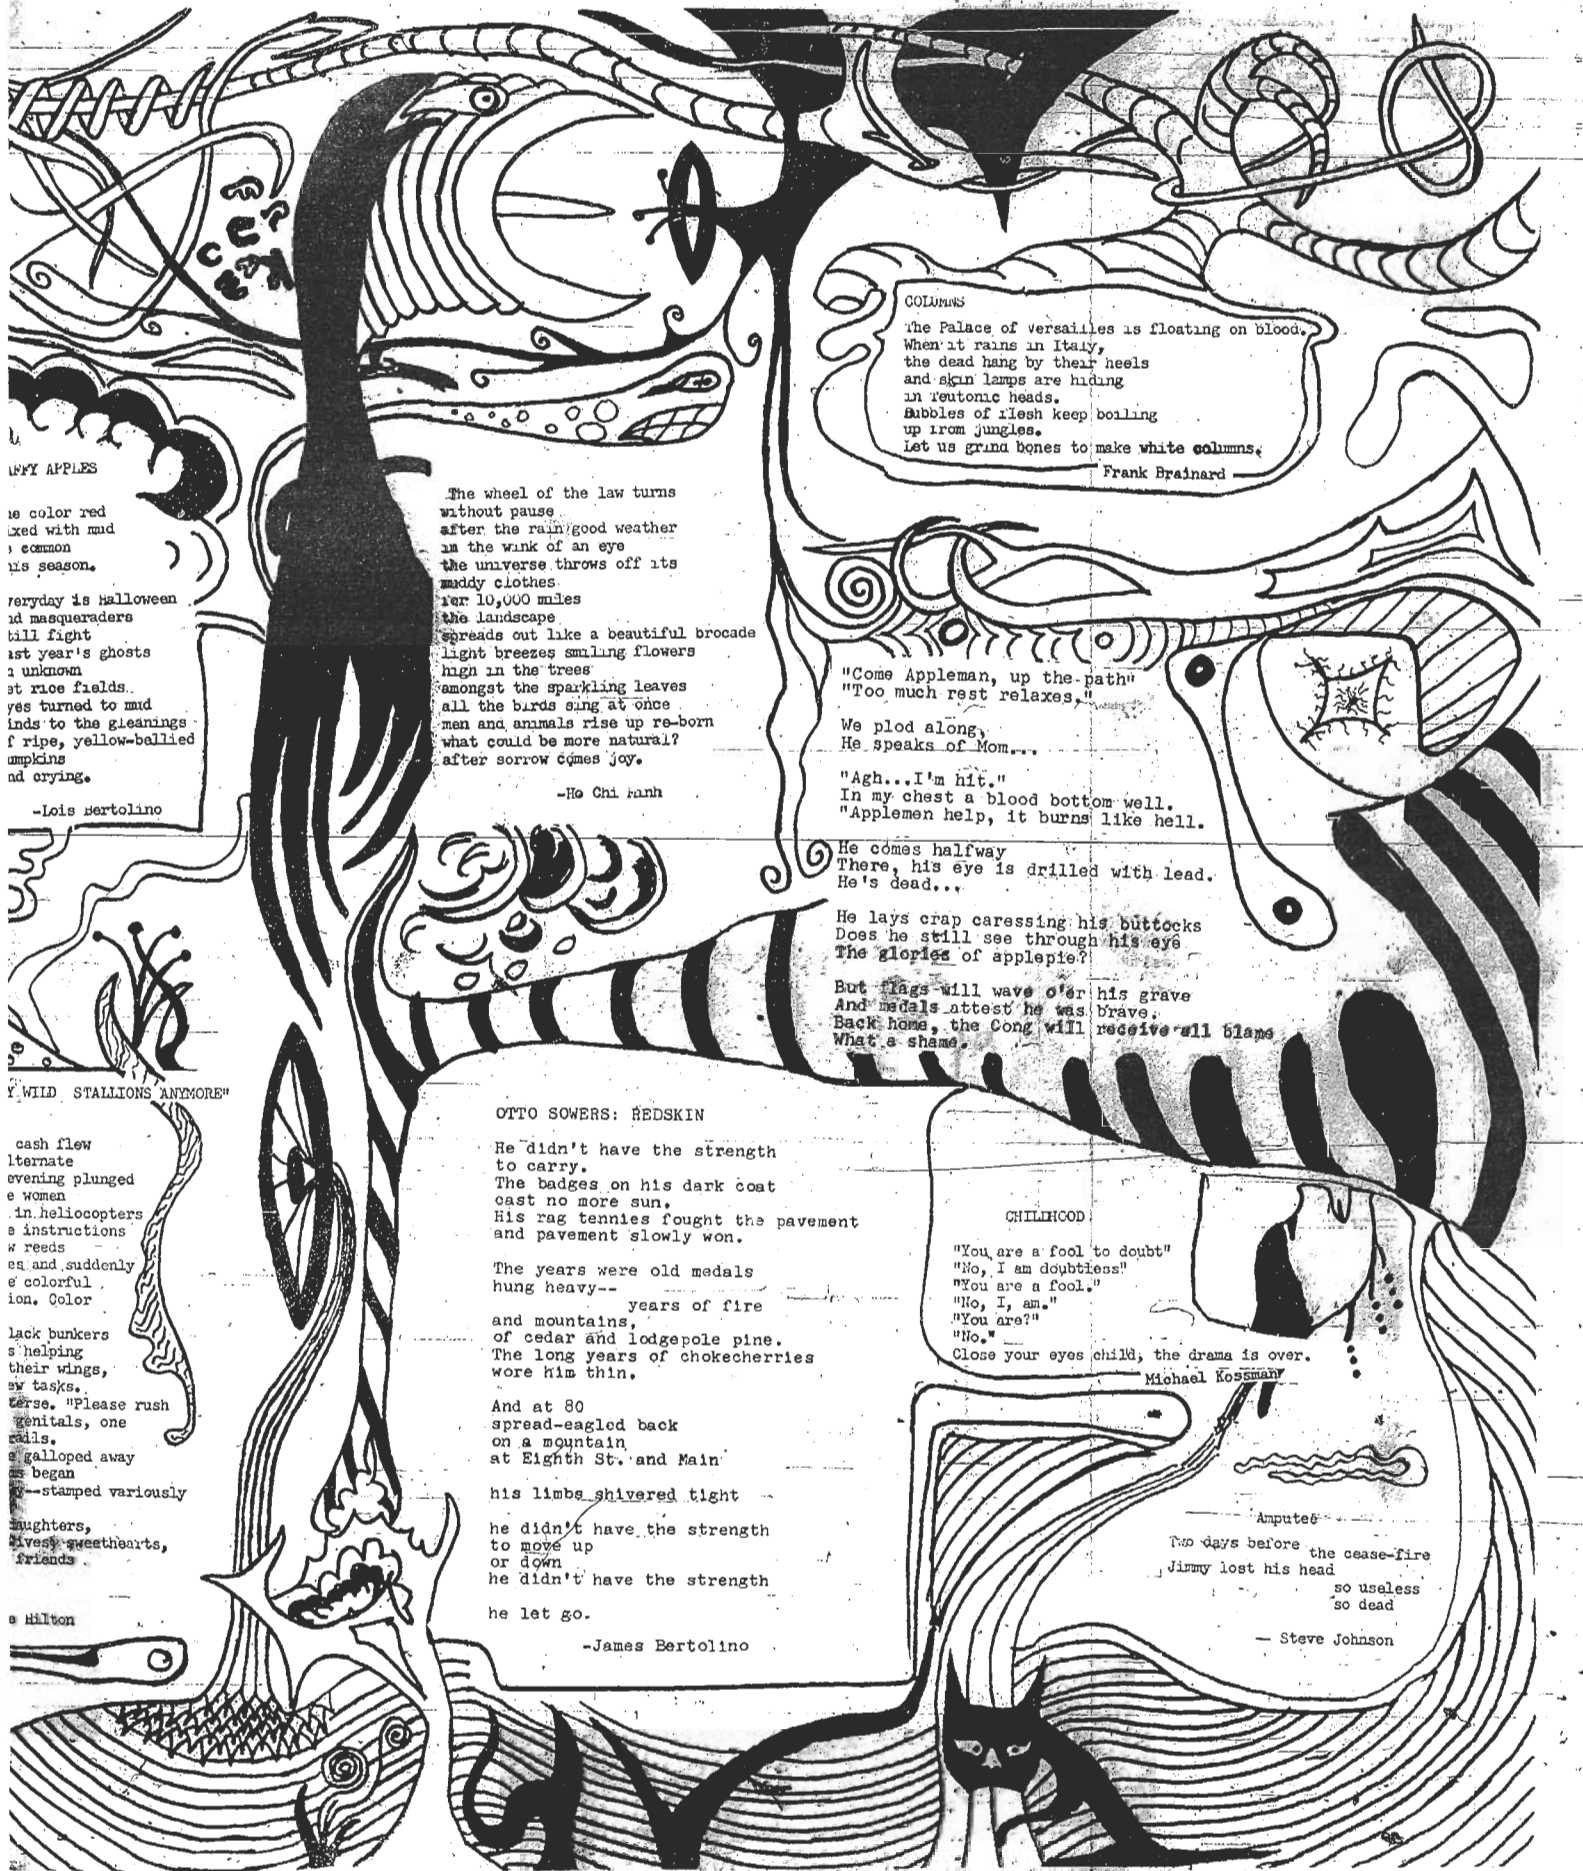 APPLES
color red
with mud
common
season.
is Halloween
masqueraders
fight
year's ghosts
unknown
rice fields.
turned to mud
to the gleanings
ripe, yellow-bellied
crying.
-Lois Bertolino
WILD STALLIONS ANYMORE"
cash flew
evening plunged
women
in heliocopters
instructions
reeds
and suddenly
colorful
Color
bunkers
helping
their wings,
tasks.
"Please rush
genitals, one
galloped away
began
--stamped variously
sweethearts,
friends
Hilton
The wheel of the law turns
without pause
after the rain good weather
in the wink of an eye
the universe throws off its
muddy clothes
for 10,000 miles
the landscape
spreads out like a beautiful brocade
light breezes smiling flowers
high in the trees
amongst the sparkling leaves
all the birds sing at once
men and animals rise up re-born
what could be more natural?
after sorrow comes joy.
-Ho Chi Minh
COLUMNS
The Palace of Versailles is floating on blood.
When it rains in Italy,
the dead hang by their heels
and skin lamps are hiding
in Teutonic heads.
Bubbles of flesh keep boiling
up from jungles.
Let us grind bones to make white columns.
Frank Brainard
"Come Appleman, up the path"
"Too much rest relaxes,"
We plod along,
He speaks of Mom...
"Agh...I'm hit."
In my chest a blood bottom well.
"Applemen help, it burns like hell.
He comes halfway
There, his eye is drilled with lead.
He's dead...
He lays crap caressing his buttocks
Does he still see through his eye
The glories of applepie?
But flags will wave o'er his grave
And medals attest he was brave.
Back home, the Cong will receive all blame
What a shame.
OTTO SOWERS: REDSKIN
He didn't have the strength
to carry.
The badges on his dark coat
cast no more sun.
His rag tennies fought the pavement
and pavement slowly won.
The years were old medals
hung heavy--
years of fire
and mountains,
of cedar and lodgepole pine.
The long years of chokecherries
wore him thin.
And at 80
spread-eagled back
on a mountain
at Eighth St. and Main
his limbs shivered tight
he didn't have the strength
to move up
or down
he didn't have the strength
he let go.
-James Bertolino
CHILDHOOD
"You are a fool to doubt"
"No, I am doubtless"
"You are a fool."
"No, I, am."
"You are?"
"No."
Close your eyes child, the drama is over.
Michael Kossman
Amputee
Two days before the cease-fire
Jimmy lost his head
so useless
so dead
— Steve Johnson